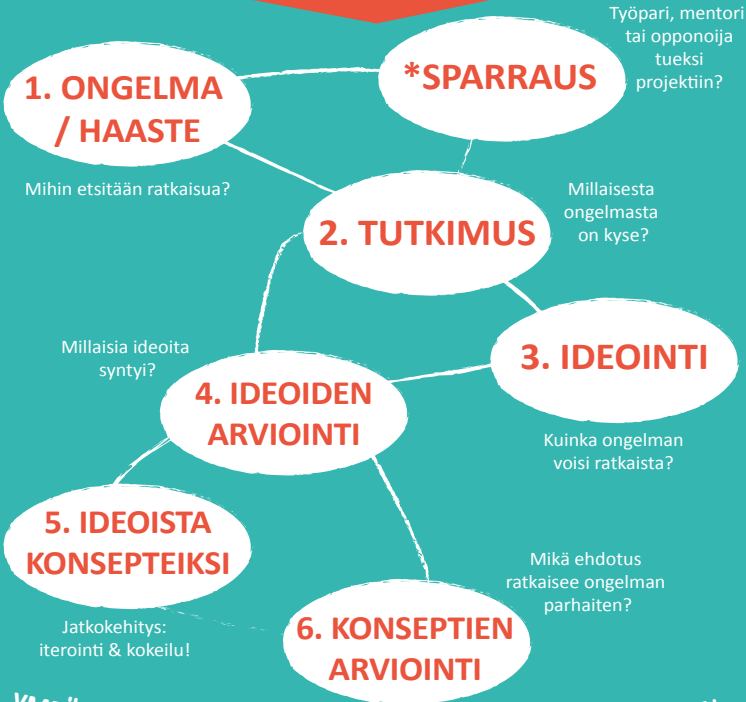 Työpari, mentori
tai opponoija
tueksi
projektiin?
*SPARRAUS
1. ONGELMA
/ HAASTE
Mihin etsitään ratkaisua?
2. TUTKIMUS
Millaisesta
ongelmasta
on kyse?
3. IDEOINTI
Kuinka ongelman
voisi ratkaista?
Millaisia ideoita
syntyi?
4. IDEOIDEN
ARVIOINTI
5. IDEOISTA
KONSEPTEIKSI
Jatkokehitys:
iterointi & kokeilu!
Mikä ehdotus
ratkaisee ongelman
parhaiten?
6. KONSEPTIEN
ARVIOINTI